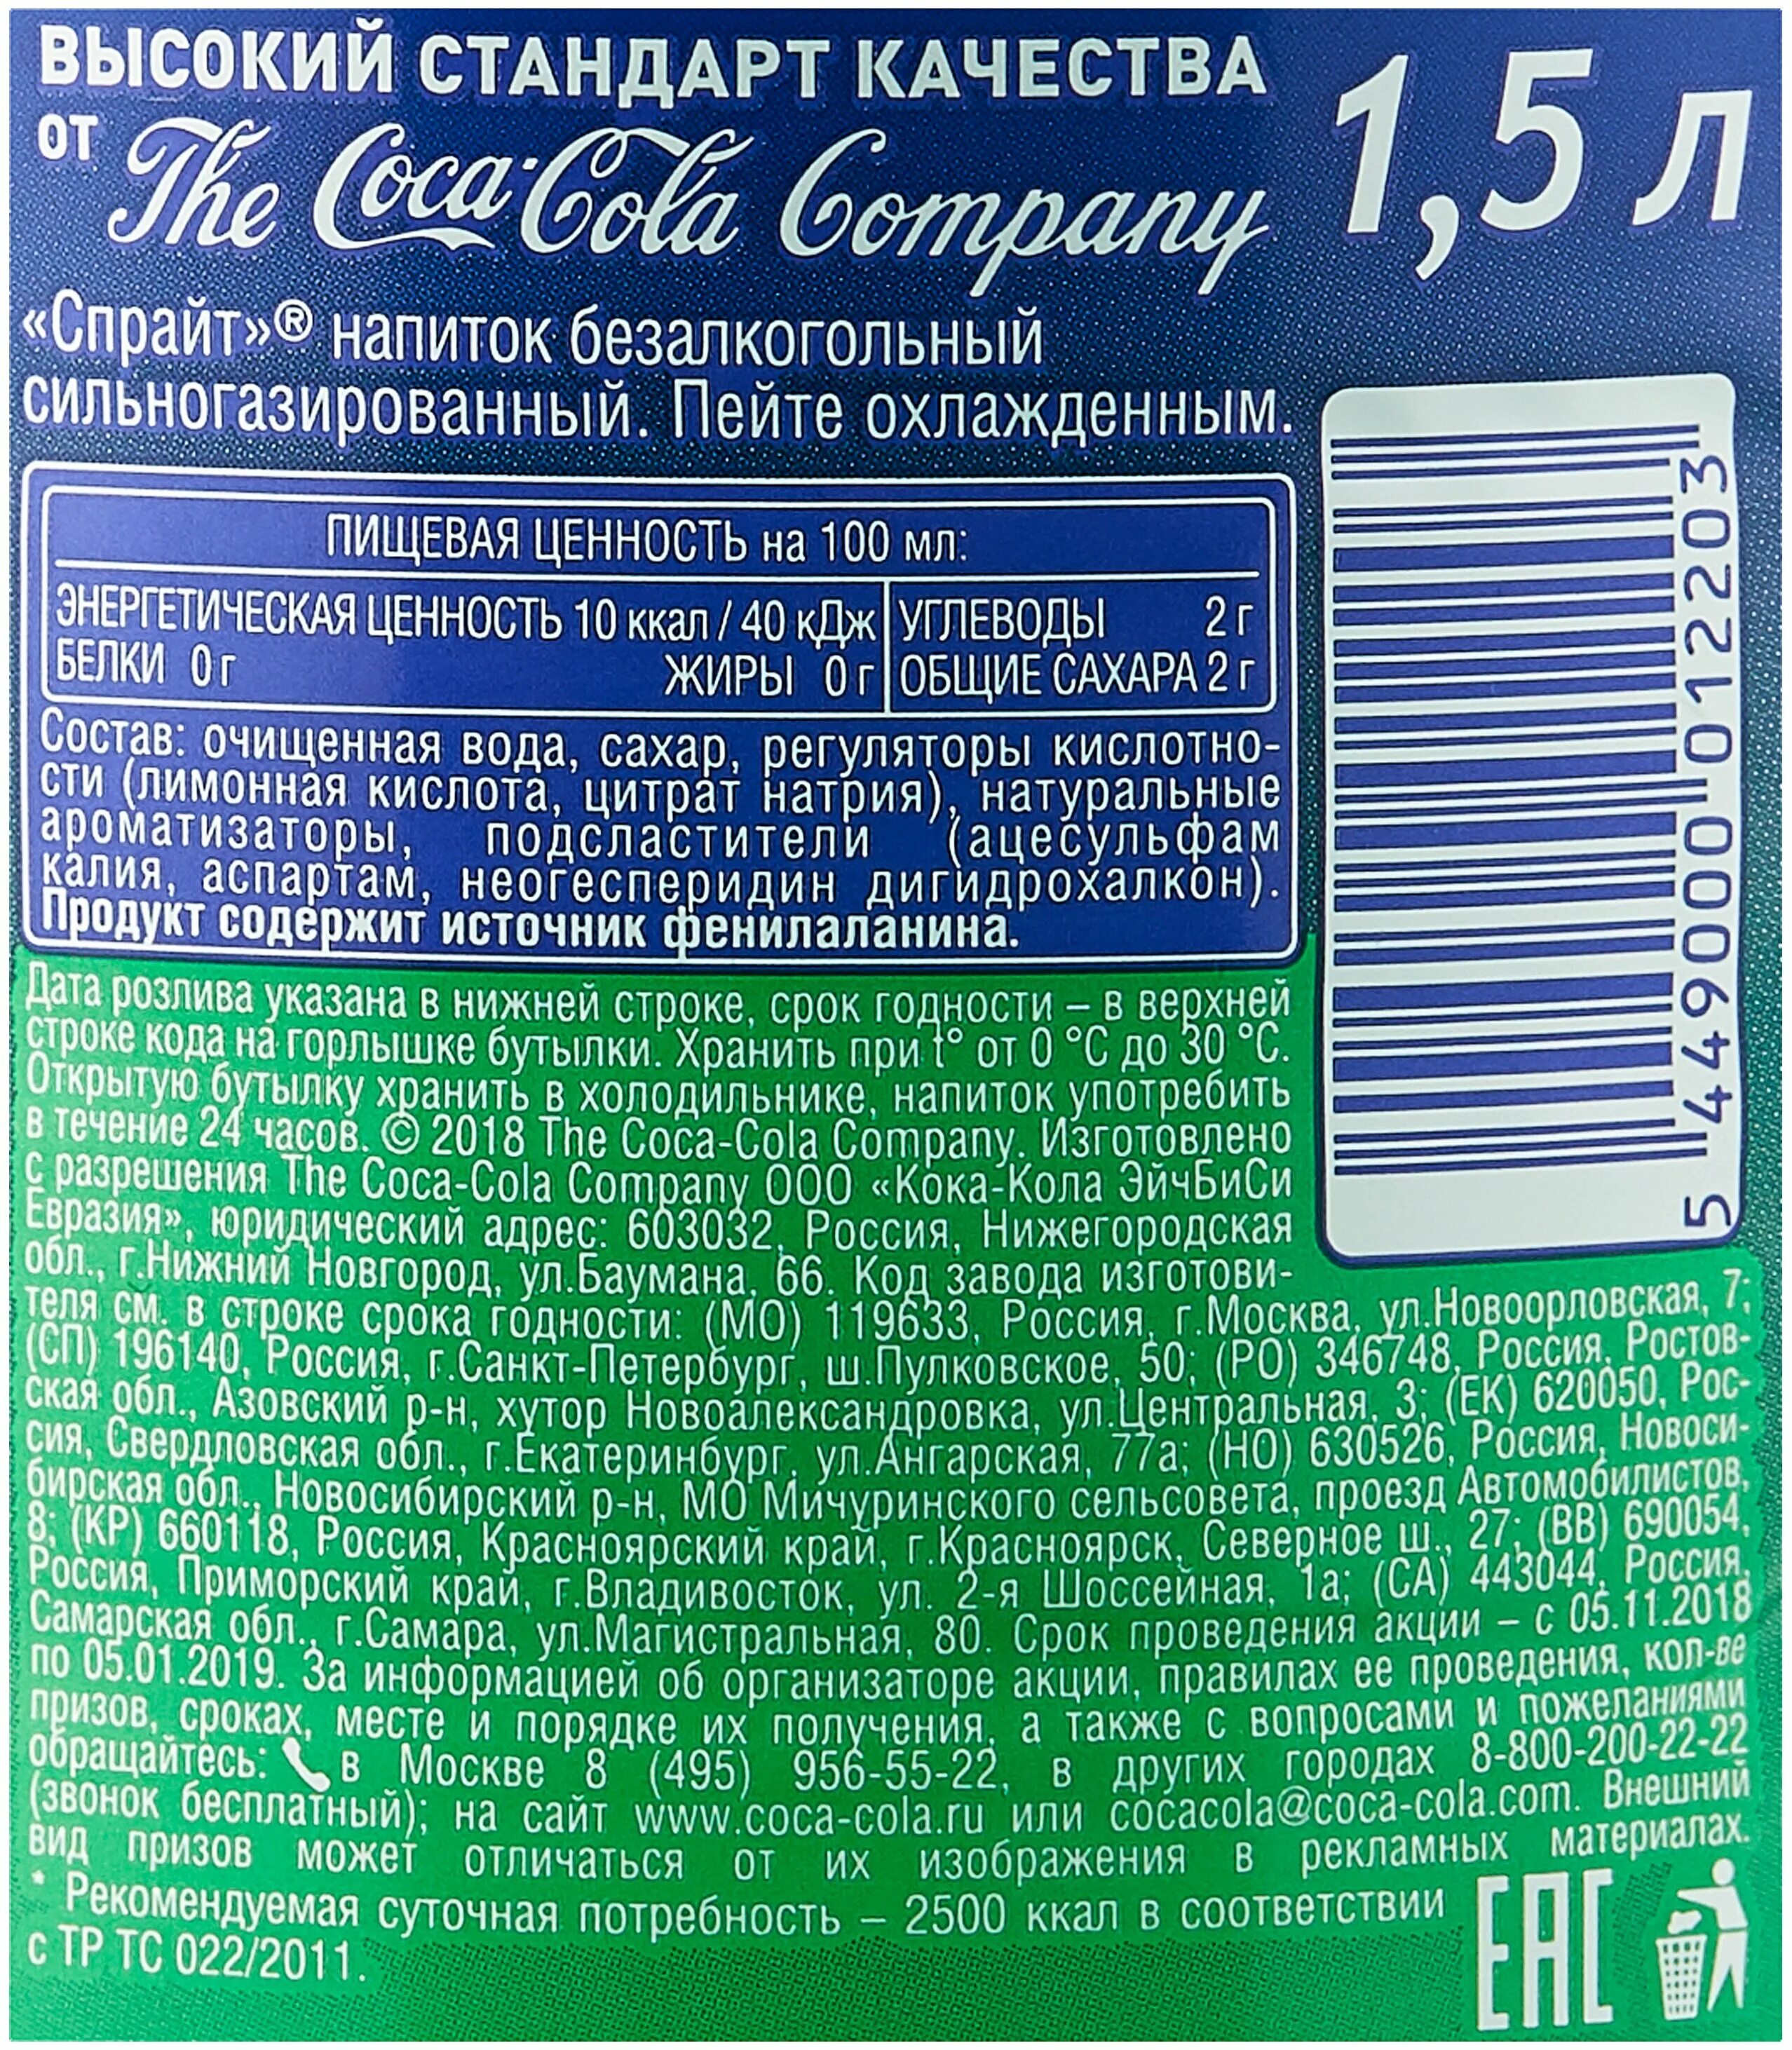 ВЫСОКИЙ СТАНДАРТ КАЧЕСТВА
от The Coca-Cola Company
1,5 л
«Спрайт»® напиток безалкогольный
сильногазированный. Пейте охлажденным.
ПИЩЕВАЯ ЦЕННОСТЬ на 100 мл:
ЭНЕРГЕТИЧЕСКАЯ ЦЕННОСТЬ 10 ккал / 40 кДж УГЛЕВОДЫ 2 г
БЕЛКИ 0 г ЖИРЫ 0 г ОБЩИЕ САХАРА 2 г
Состав: очищенная вода, сахар, регуляторы кислотно-
сти (лимонная кислота, цитрат натрия), натуральные
ароматизаторы, подсластители (ацесульфам
калия, аспартам, неогесперидин дигидрохалкон).
Продукт содержит источник фенилаланина.
5 449000 012203
Дата розлива указана в нижней строке, срок годности – в верхней
строке кода на горлышке бутылки. Хранить при t° от 0 °C до 30 °C.
Открытую бутылку хранить в холодильнике, напиток употребить
в течение 24 часов. © 2018 The Coca-Cola Company. Изготовлено
с разрешения The Coca-Cola Company ООО «Кока-Кола ЭйчБиСи
Евразия», юридический адрес: 603032, Россия, Нижегородская
обл., г.Нижний Новгород, ул.Баумана, 66. Код завода изготови-
теля см. в строке срока годности: (МО) 119633, Россия, г.Москва, ул.Новоорловская, 7;
(СП) 196140, Россия, г.Санкт-Петербург, ш.Пулковское, 50; (РО) 346748, Россия, Ростов-
ская обл., Азовский р-н, хутор Новоалександровка, ул.Центральная, 3; (ЕК) 620050, Рос-
сия, Свердловская обл., г.Екатеринбург, ул.Ангарская, 77а; (НО) 630526, Россия, Новоси-
бирская обл., Новосибирский р-н, МО Мичуринского сельсовета, проезд Автомобилистов,
8; (КР) 660118, Россия, Красноярский край, г.Красноярск, Северное ш., 27; (ВВ) 690054,
Россия, Приморский край, г.Владивосток, ул. 2-я Шоссейная, 1а; (СА) 443044, Россия,
Самарская обл., г.Самара, ул.Магистральная, 80. Срок проведения акции – с 05.11.2018
по 05.01.2019. За информацией об организаторе акции, правилах ее проведения, кол-ве
призов, сроках, месте и порядке их получения, а также с вопросами и пожеланиями
обращайтесь: в Москве 8 (495) 956-55-22, в других городах 8-800-200-22-22
(звонок бесплатный); на сайт www.coca-cola.ru или cocacola@coca-cola.com. Внешний
вид призов может отличаться от их изображения в рекламных материалах.
* Рекомендуемая суточная потребность – 2500 ккал в соответствии
с ТР ТС 022/2011.
ЕАС